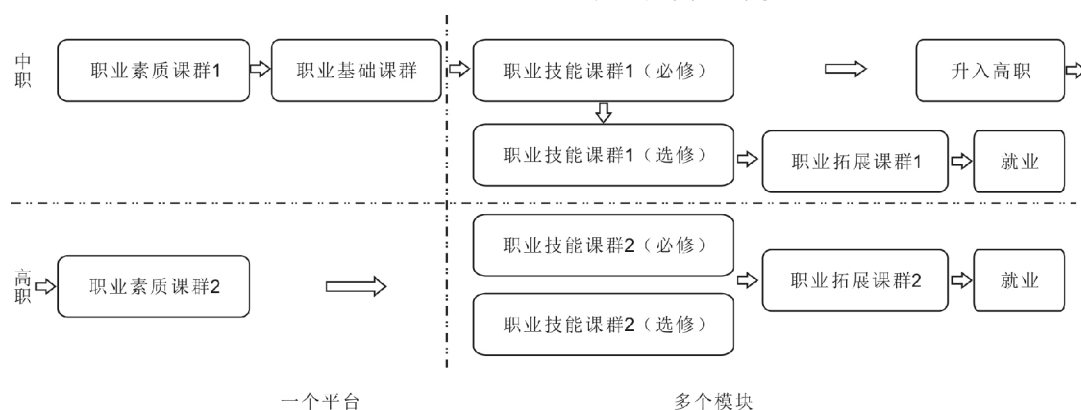 中职
职业素质课群1
职业基础课群
职业技能课群1（必修）
升入高职
职业技能课群1（选修）
职业拓展课群1
就业
高职
职业素质课群2
职业技能课群2（必修）
职业技能课群2（选修）
职业拓展课群2
就业
一个平台
多个模块